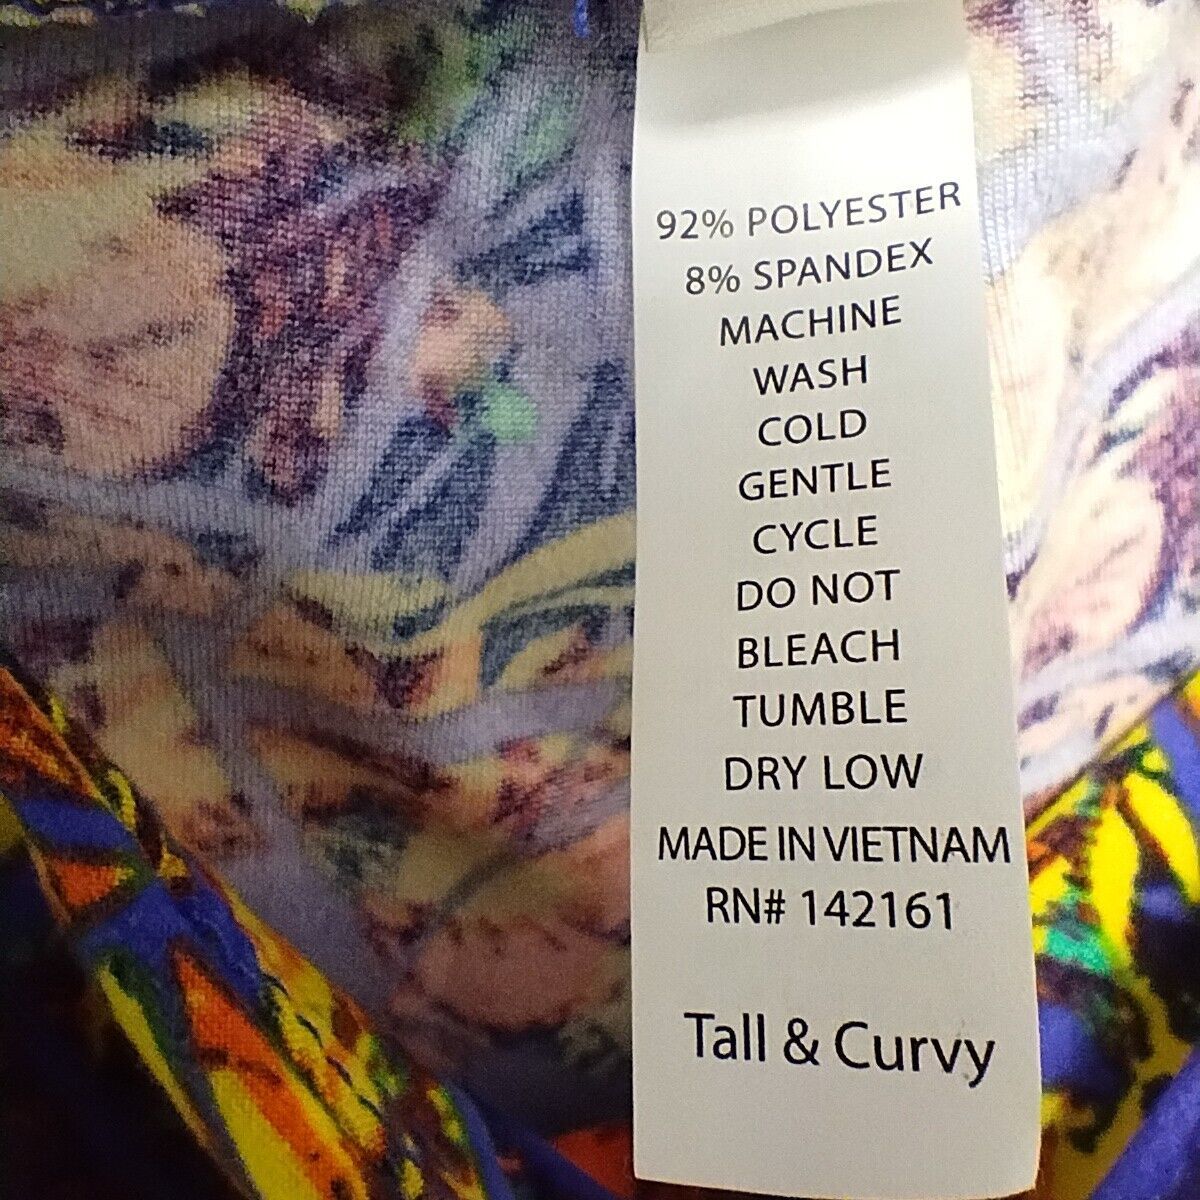 92% POLYESTER
8% SPANDEX
MACHINE
WASH
COLD
GENTLE
CYCLE
DO NOT
BLEACH
TUMBLE
DRY LOW
MADE IN VIETNAM
RN# 142161
Tall & Curvy